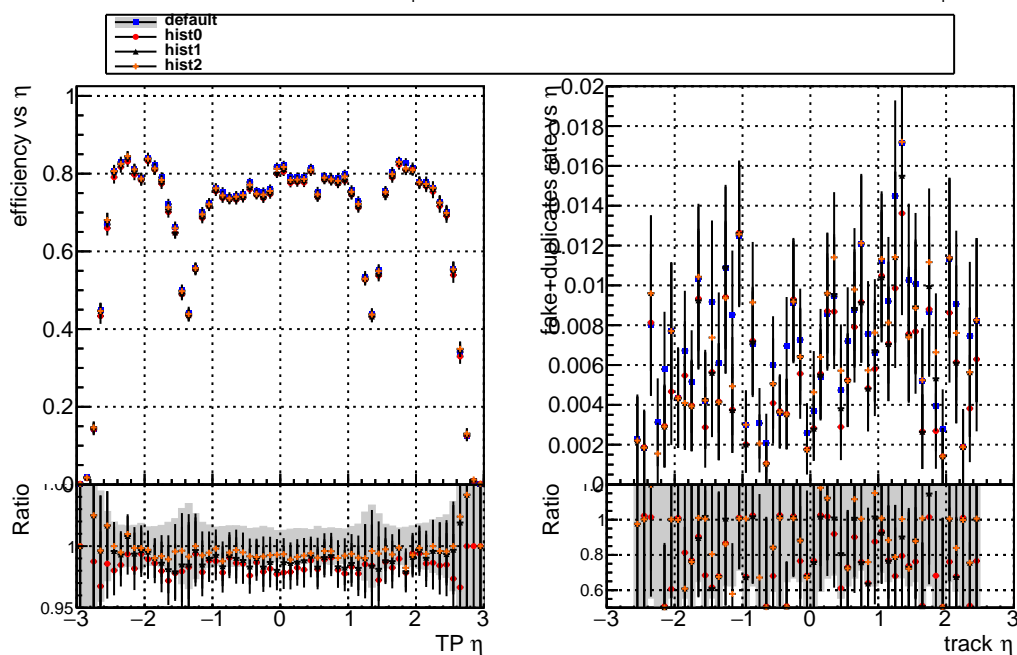 default
hist0
hist1
hist2
efficiency vs η
1
0.8
0.6
0.4
0.2
0
Ratio
1
0.95
−3 −2 −1 0 1 2 3
TP η
fake+duplicates rate vs η
0.02
0.018
0.016
0.014
0.012
0.01
0.008
0.006
0.004
0.002
0
Ratio
1
0.8
0.6
−3 −2 −1 0 1 2 3
track η